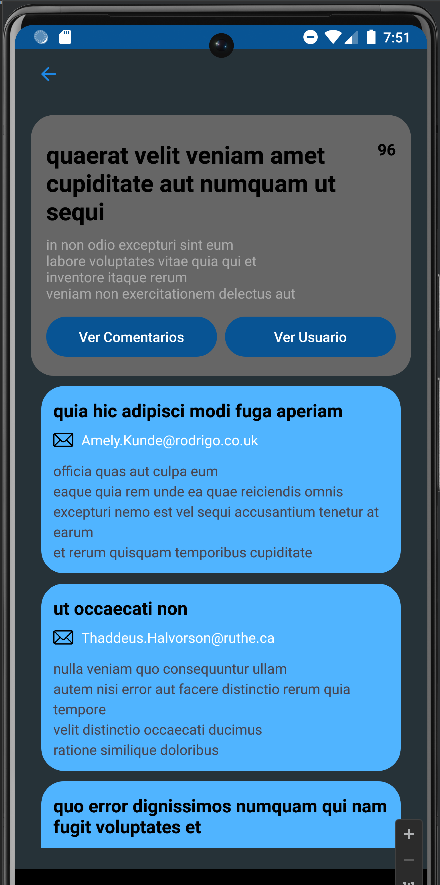 7:51
quaerat velit veniam amet
96
cupiditate aut numquam ut
sequi
in non odio excepturi sint eum
labore voluptates vitae quia qui et
inventore itaque rerum
veniam non exercitationem delectus aut
Ver Comentarios
Ver Usuario
quia hic adipisci modi fuga aperiam
Amely.Kunde@rodrigo.co.uk
officia quas aut culpa eum
eaque quia rem unde ea quae reiciendis omnis
excepturi nemo est vel sequi accusantium tenetur at
earum
et rerum quisquam temporibus cupiditate
ut occaecati non
Thaddeus.Halvorson@ruthe.ca
nulla veniam quo consequuntur ullam
autem nisi error aut facere distinctio rerum quia
tempore
velit distinctio occaecati ducimus
ratione similique doloribus
quo error dignissimos numquam qui nam
fugit voluptates et